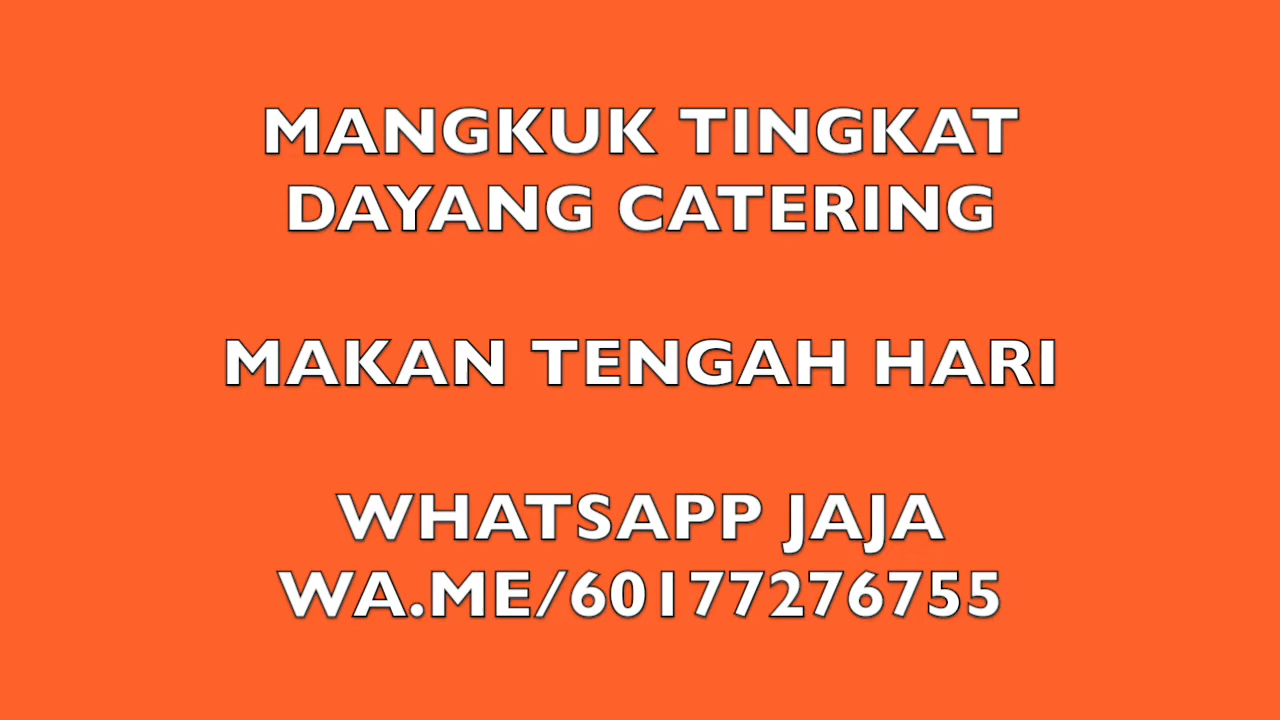 MANGKUK TINGKAT
DAYANG CATERING
MAKAN TENGAH HARI
WHATSAPP JAJA
WA.ME/60177276755